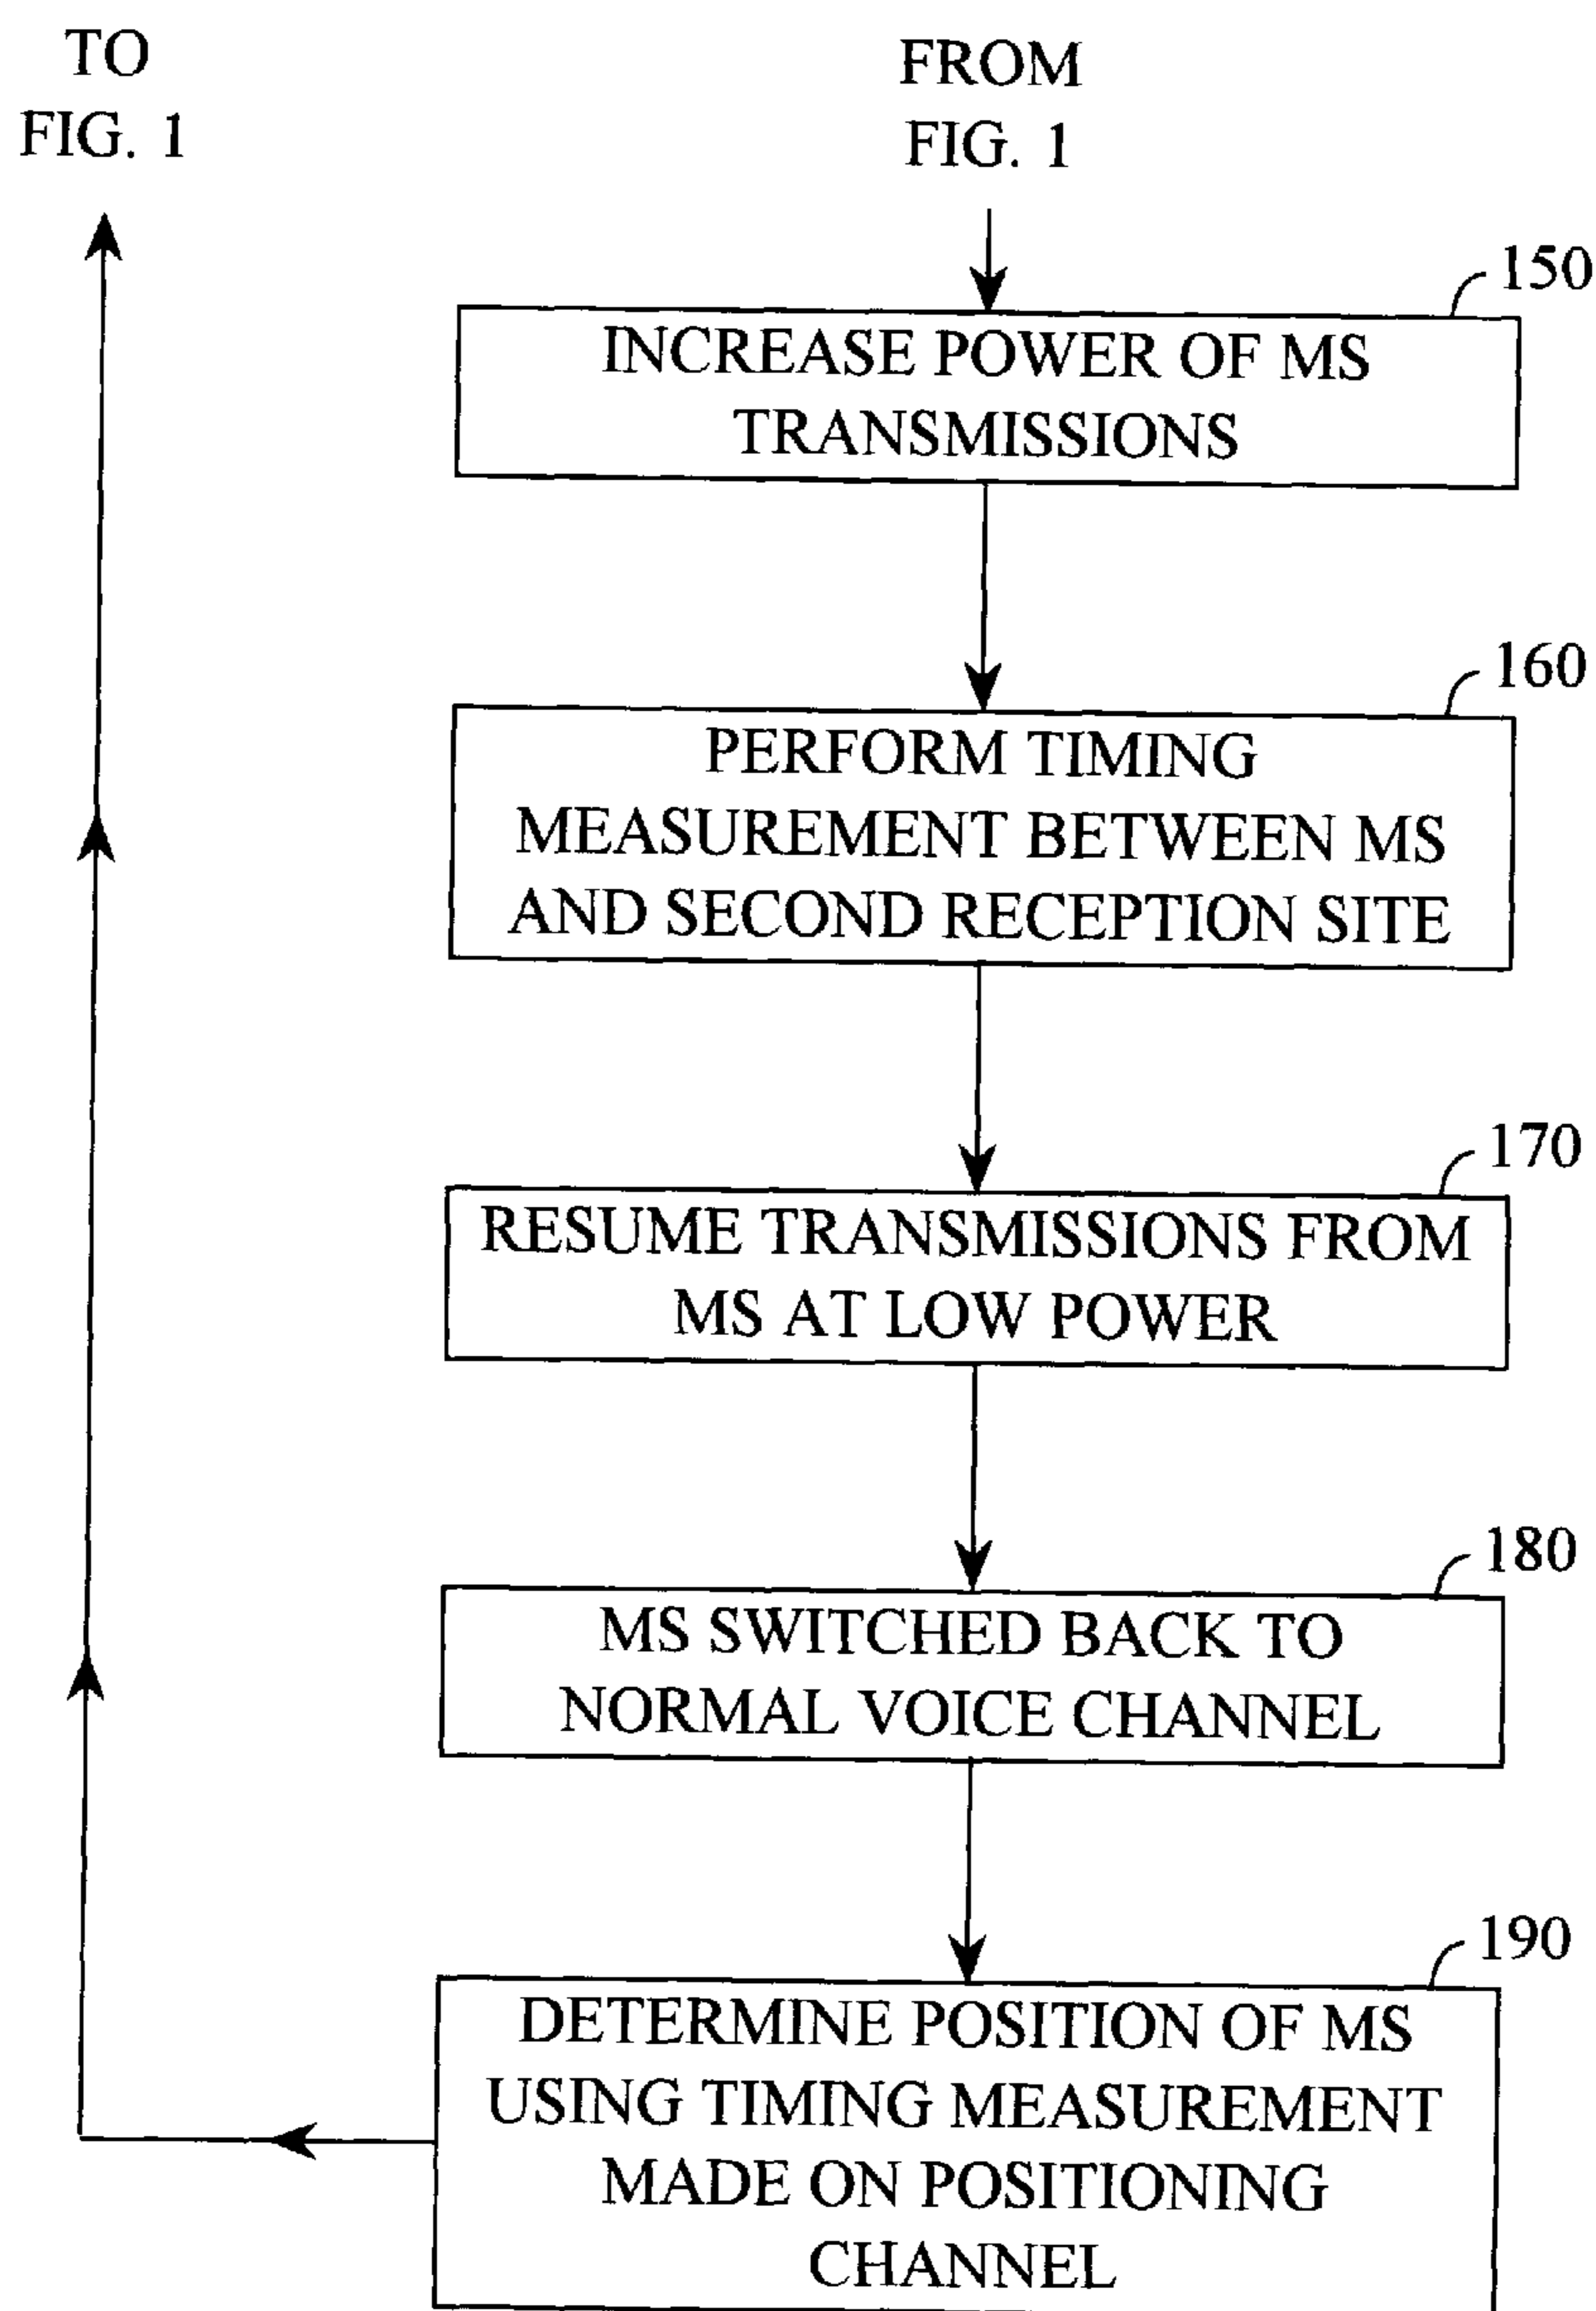 TO
FIG. 1
FROM
FIG. 1
150
INCREASE POWER OF MS
TRANSMISSIONS
160
PERFORM TIMING
MEASUREMENT BETWEEN MS
AND SECOND RECEPTION SITE
170
RESUME TRANSMISSIONS FROM
MS AT LOW POWER
180
MS SWITCHED BACK TO
NORMAL VOICE CHANNEL
190
DETERMINE POSITION OF MS
USING TIMING MEASUREMENT
MADE ON POSITIONING
CHANNEL